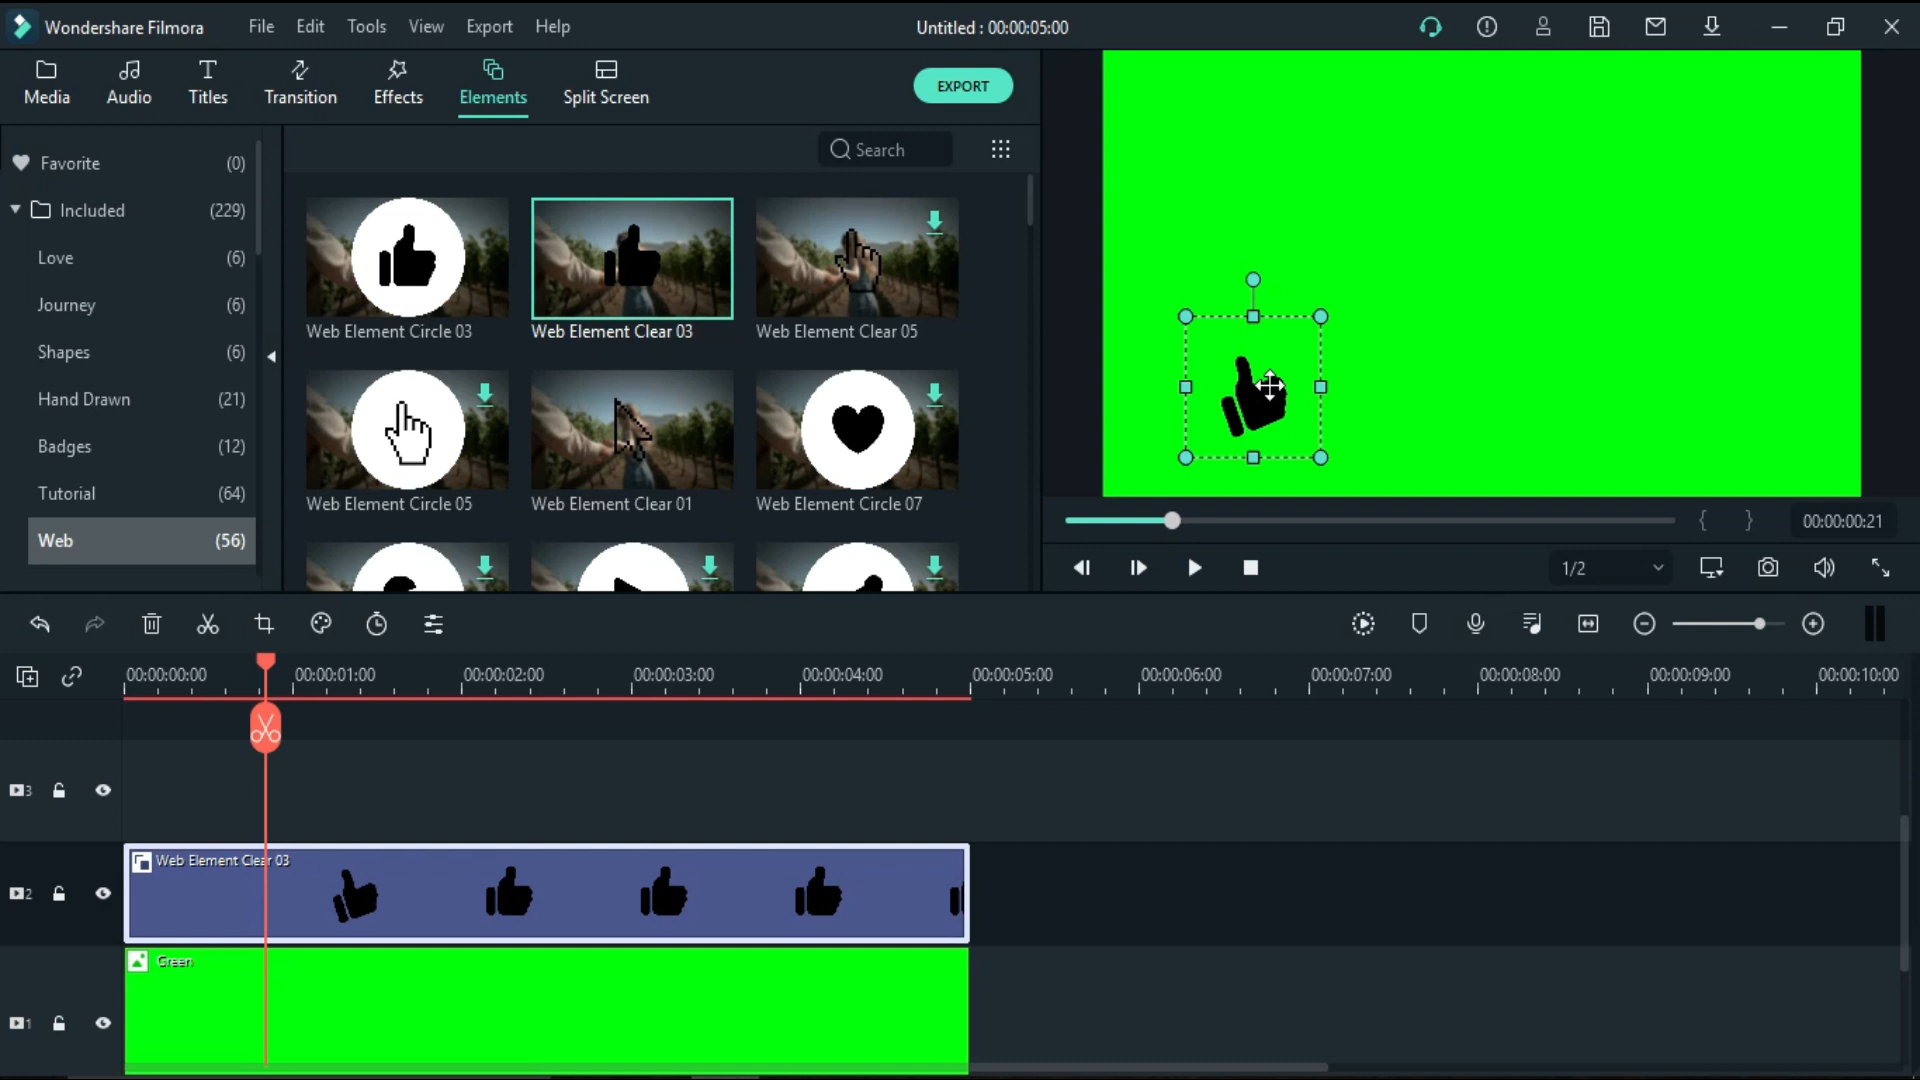 Wondershare Filmora
File Edit Tools View Export Help
Untitled : 00:00:05:00
Media Audio Titles Transition Effects Elements Split Screen
EXPORT
Favorite (0)
Included (229)
Love (6)
Journey (6)
Shapes (6)
Hand Drawn (21)
Badges (12)
Tutorial (64)
Web (56)
Search
Web Element Circle 03 Web Element Clear 03 Web Element Clear 05
Web Element Circle 05 Web Element Clear 01 Web Element Circle 07
{ } 00:00:00:21
1/2
00:00:00:00 00:00:01:00 00:00:02:00 00:00:03:00 00:00:04:00 00:00:05:00 00:00:06:00 00:00:07:00 00:00:08:00 00:00:09:00 00:00:10:00
3
2
Web Element Clear 03
Green
1